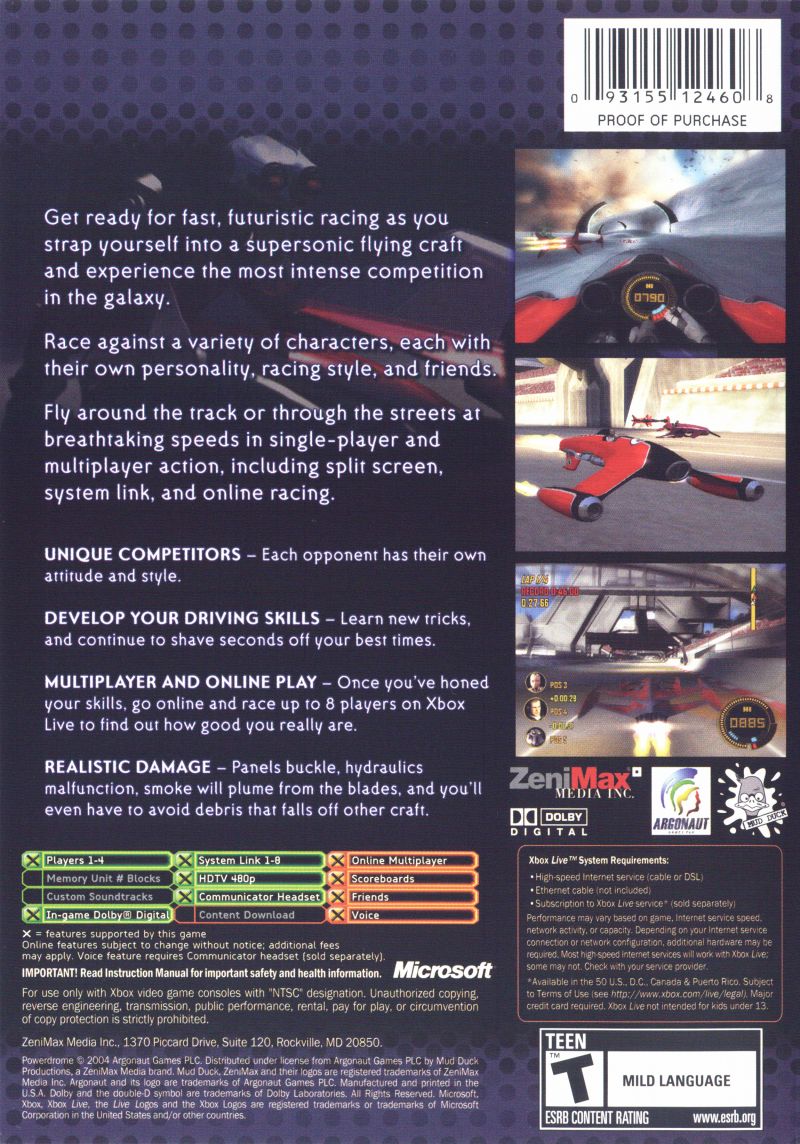 0 93155 12460 8
PROOF OF PURCHASE
Get ready for fast, futuristic racing as you
strap yourself into a supersonic flying craft
and experience the most intense competition
in the galaxy.
Race against a variety of characters, each with
their own personality, racing style, and friends.
Fly around the track or through the streets at
breathtaking speeds in single-player and
multiplayer action, including split screen,
system link, and online racing.
UNIQUE COMPETITORS – Each opponent has their own
attitude and style.
DEVELOP YOUR DRIVING SKILLS – Learn new tricks,
and continue to shave seconds off your best times.
MULTIPLAYER AND ONLINE PLAY – Once you've honed
your skills, go online and race up to 8 players on Xbox
Live to find out how good you really are.
REALISTIC DAMAGE – Panels buckle, hydraulics
malfunction, smoke will plume from the blades, and you'll
even have to avoid debris that falls off other craft.
0790
RECORD 0:46.00
0:27.66
POS 3
+0:00:29
POS 4
POS 5
0885
ZeniMax
MEDIA INC.
DOLBY
DIGITAL
ARGONAUT
GAMES PLC
MUD DUCK
Players 1-4
System Link 1-8
Online Multiplayer
Memory Unit # Blocks
HDTV 480p
Scoreboards
Custom Soundtracks
Communicator Headset
Friends
In-game Dolby® Digital
Content Download
Voice
X = features supported by this game
Online features subject to change without notice; additional fees
may apply. Voice feature requires Communicator headset (sold separately).
IMPORTANT! Read Instruction Manual for important safety and health information.
Microsoft
For use only with Xbox video game consoles with "NTSC" designation. Unauthorized copying,
reverse engineering, transmission, public performance, rental, pay for play, or circumvention
of copy protection is strictly prohibited.
ZeniMax Media Inc., 1370 Piccard Drive, Suite 120, Rockville, MD 20850.
Powerdrome © 2004 Argonaut Games PLC. Distributed under license from Argonaut Games PLC by Mud Duck
Productions, a ZeniMax Media brand. Mud Duck, ZeniMax and their logos are registered trademarks of ZeniMax
Media Inc. Argonaut and its logo are trademarks of Argonaut Games PLC. Manufactured and printed in the
U.S.A. Dolby and the double-D symbol are trademarks of Dolby Laboratories. All Rights Reserved. Microsoft,
Xbox, Xbox Live, the Live Logos and the Xbox Logos are registered trademarks or trademarks of Microsoft
Corporation in the United States and/or other countries.
Xbox Live™ System Requirements:
• High-speed Internet service (cable or DSL)
• Ethernet cable (not included)
• Subscription to Xbox Live service* (sold separately)
Performance may vary based on game, Internet service speed,
network activity, or capacity. Depending on your Internet service
connection or network configuration, additional hardware may be
required. Most high-speed internet services will work with Xbox Live;
some may not. Check with your service provider.
*Available in the 50 U.S., D.C., Canada & Puerto Rico. Subject
to Terms of Use (see http://www.xbox.com/live/legal). Major
credit card required. Xbox Live not intended for kids under 13.
TEEN
T
MILD LANGUAGE
ESRB CONTENT RATING www.esrb.org